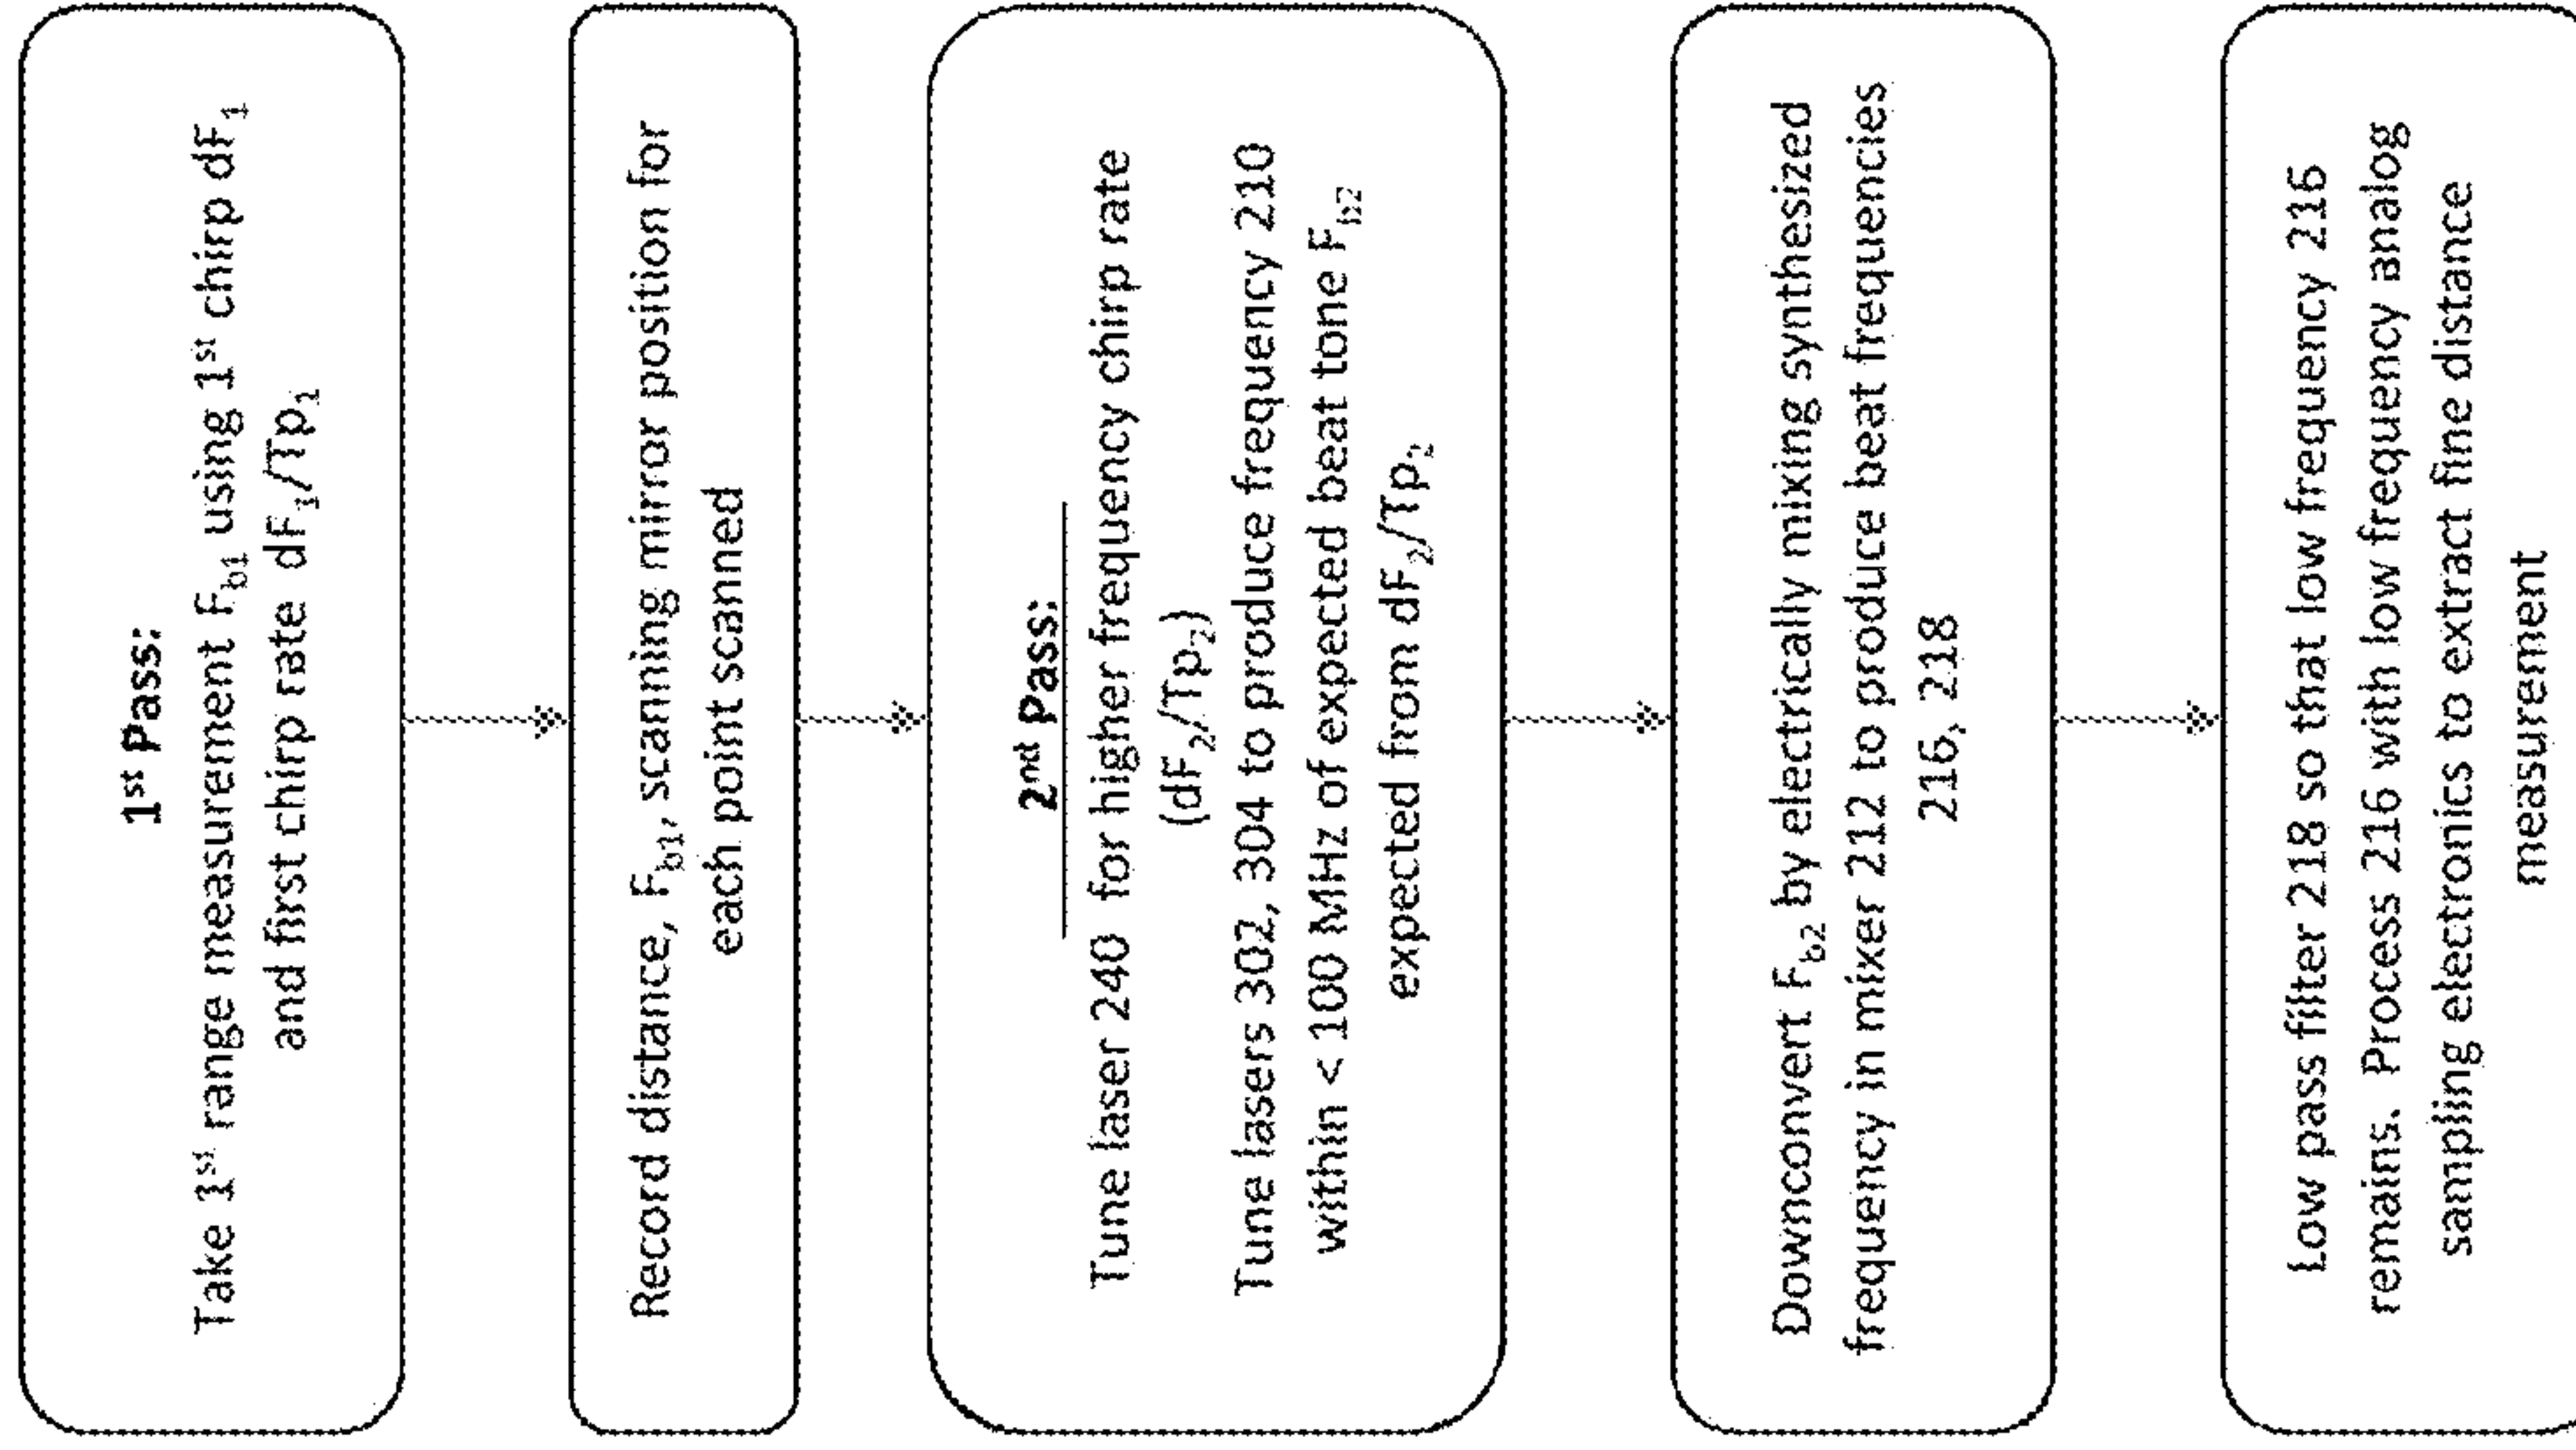 1st Pass:
Take 1st range measurement Fb1 using 1st chirp dF1
and first chirp rate dF1/Tp1
Record distance, Fb1, scanning mirror position for
each point scanned
2nd Pass:
Tune laser 240 for higher frequency chirp rate
(dF2/Tp2)
Tune lasers 302, 304 to produce frequency 210
within < 100 MHz of expected beat tone Fb2
expected from dF2/Tp2
Downconvert Fb2 by electrically mixing synthesized
frequency in mixer 212 to produce beat frequencies
216, 218
Low pass filter 218 so that low frequency 216
remains. Process 216 with low frequency analog
sampling electronics to extract fine distance
measurement